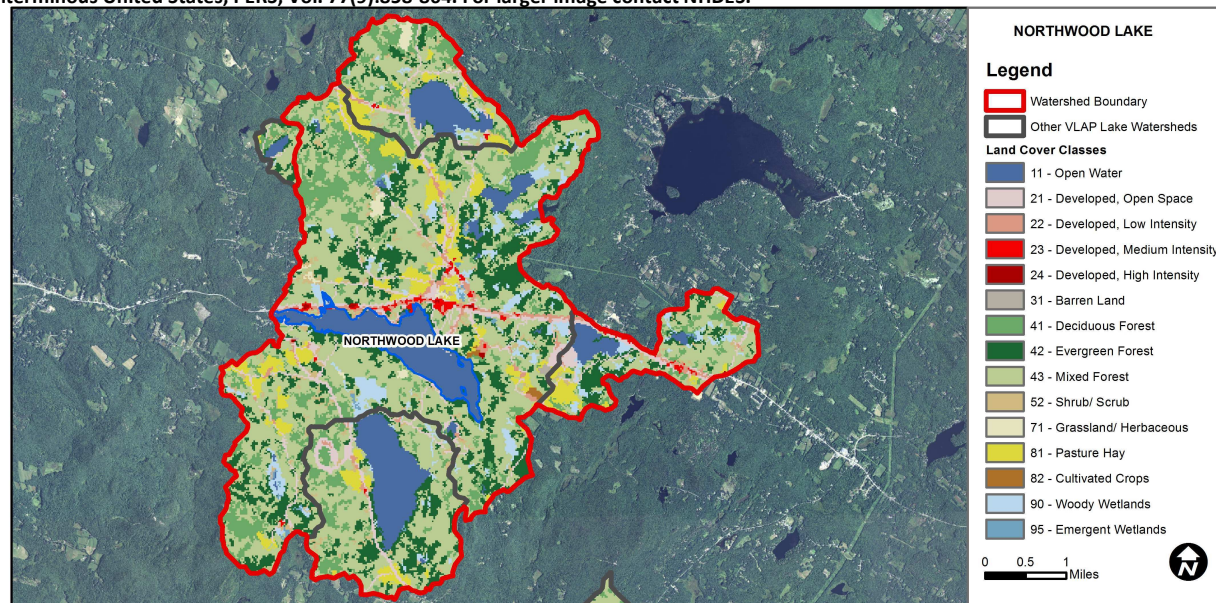 NORTHWOOD LAKE
Legend
Watershed Boundary
Other VLAP Lake Watersheds
Land Cover Classes
11 - Open Water
21 - Developed, Open Space
22 - Developed, Low Intensity
23 - Developed, Medium Intensity
24 - Developed, High Intensity
31 - Barren Land
41 - Deciduous Forest
42 - Evergreen Forest
43 - Mixed Forest
52 - Shrub/ Scrub
71 - Grassland/ Herbaceous
81 - Pasture Hay
82 - Cultivated Crops
90 - Woody Wetlands
95 - Emergent Wetlands
0 0.5 1
Miles
N
NORTHWOOD LAKE